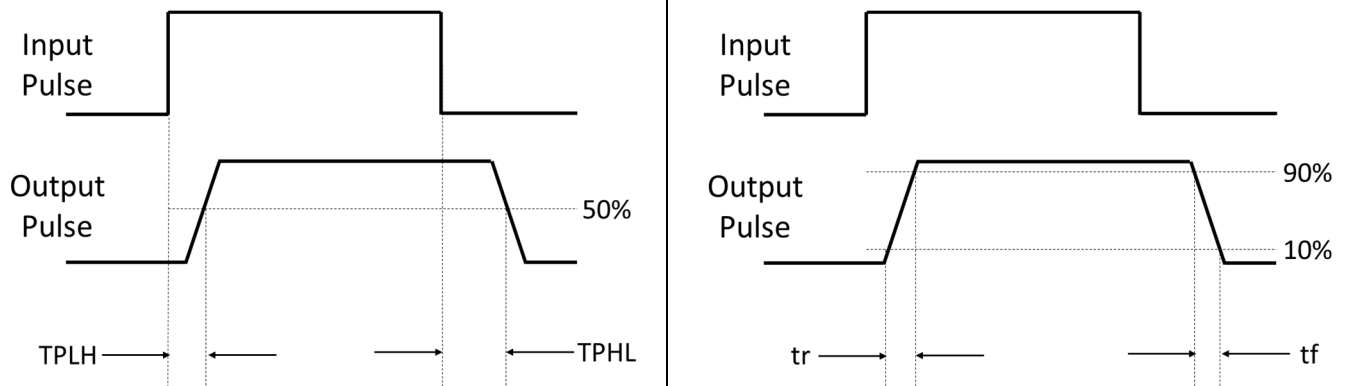 Input
Pulse
Output
Pulse
50%
TPLH
TPHL
Input
Pulse
Output
Pulse
90%
10%
tr
tf